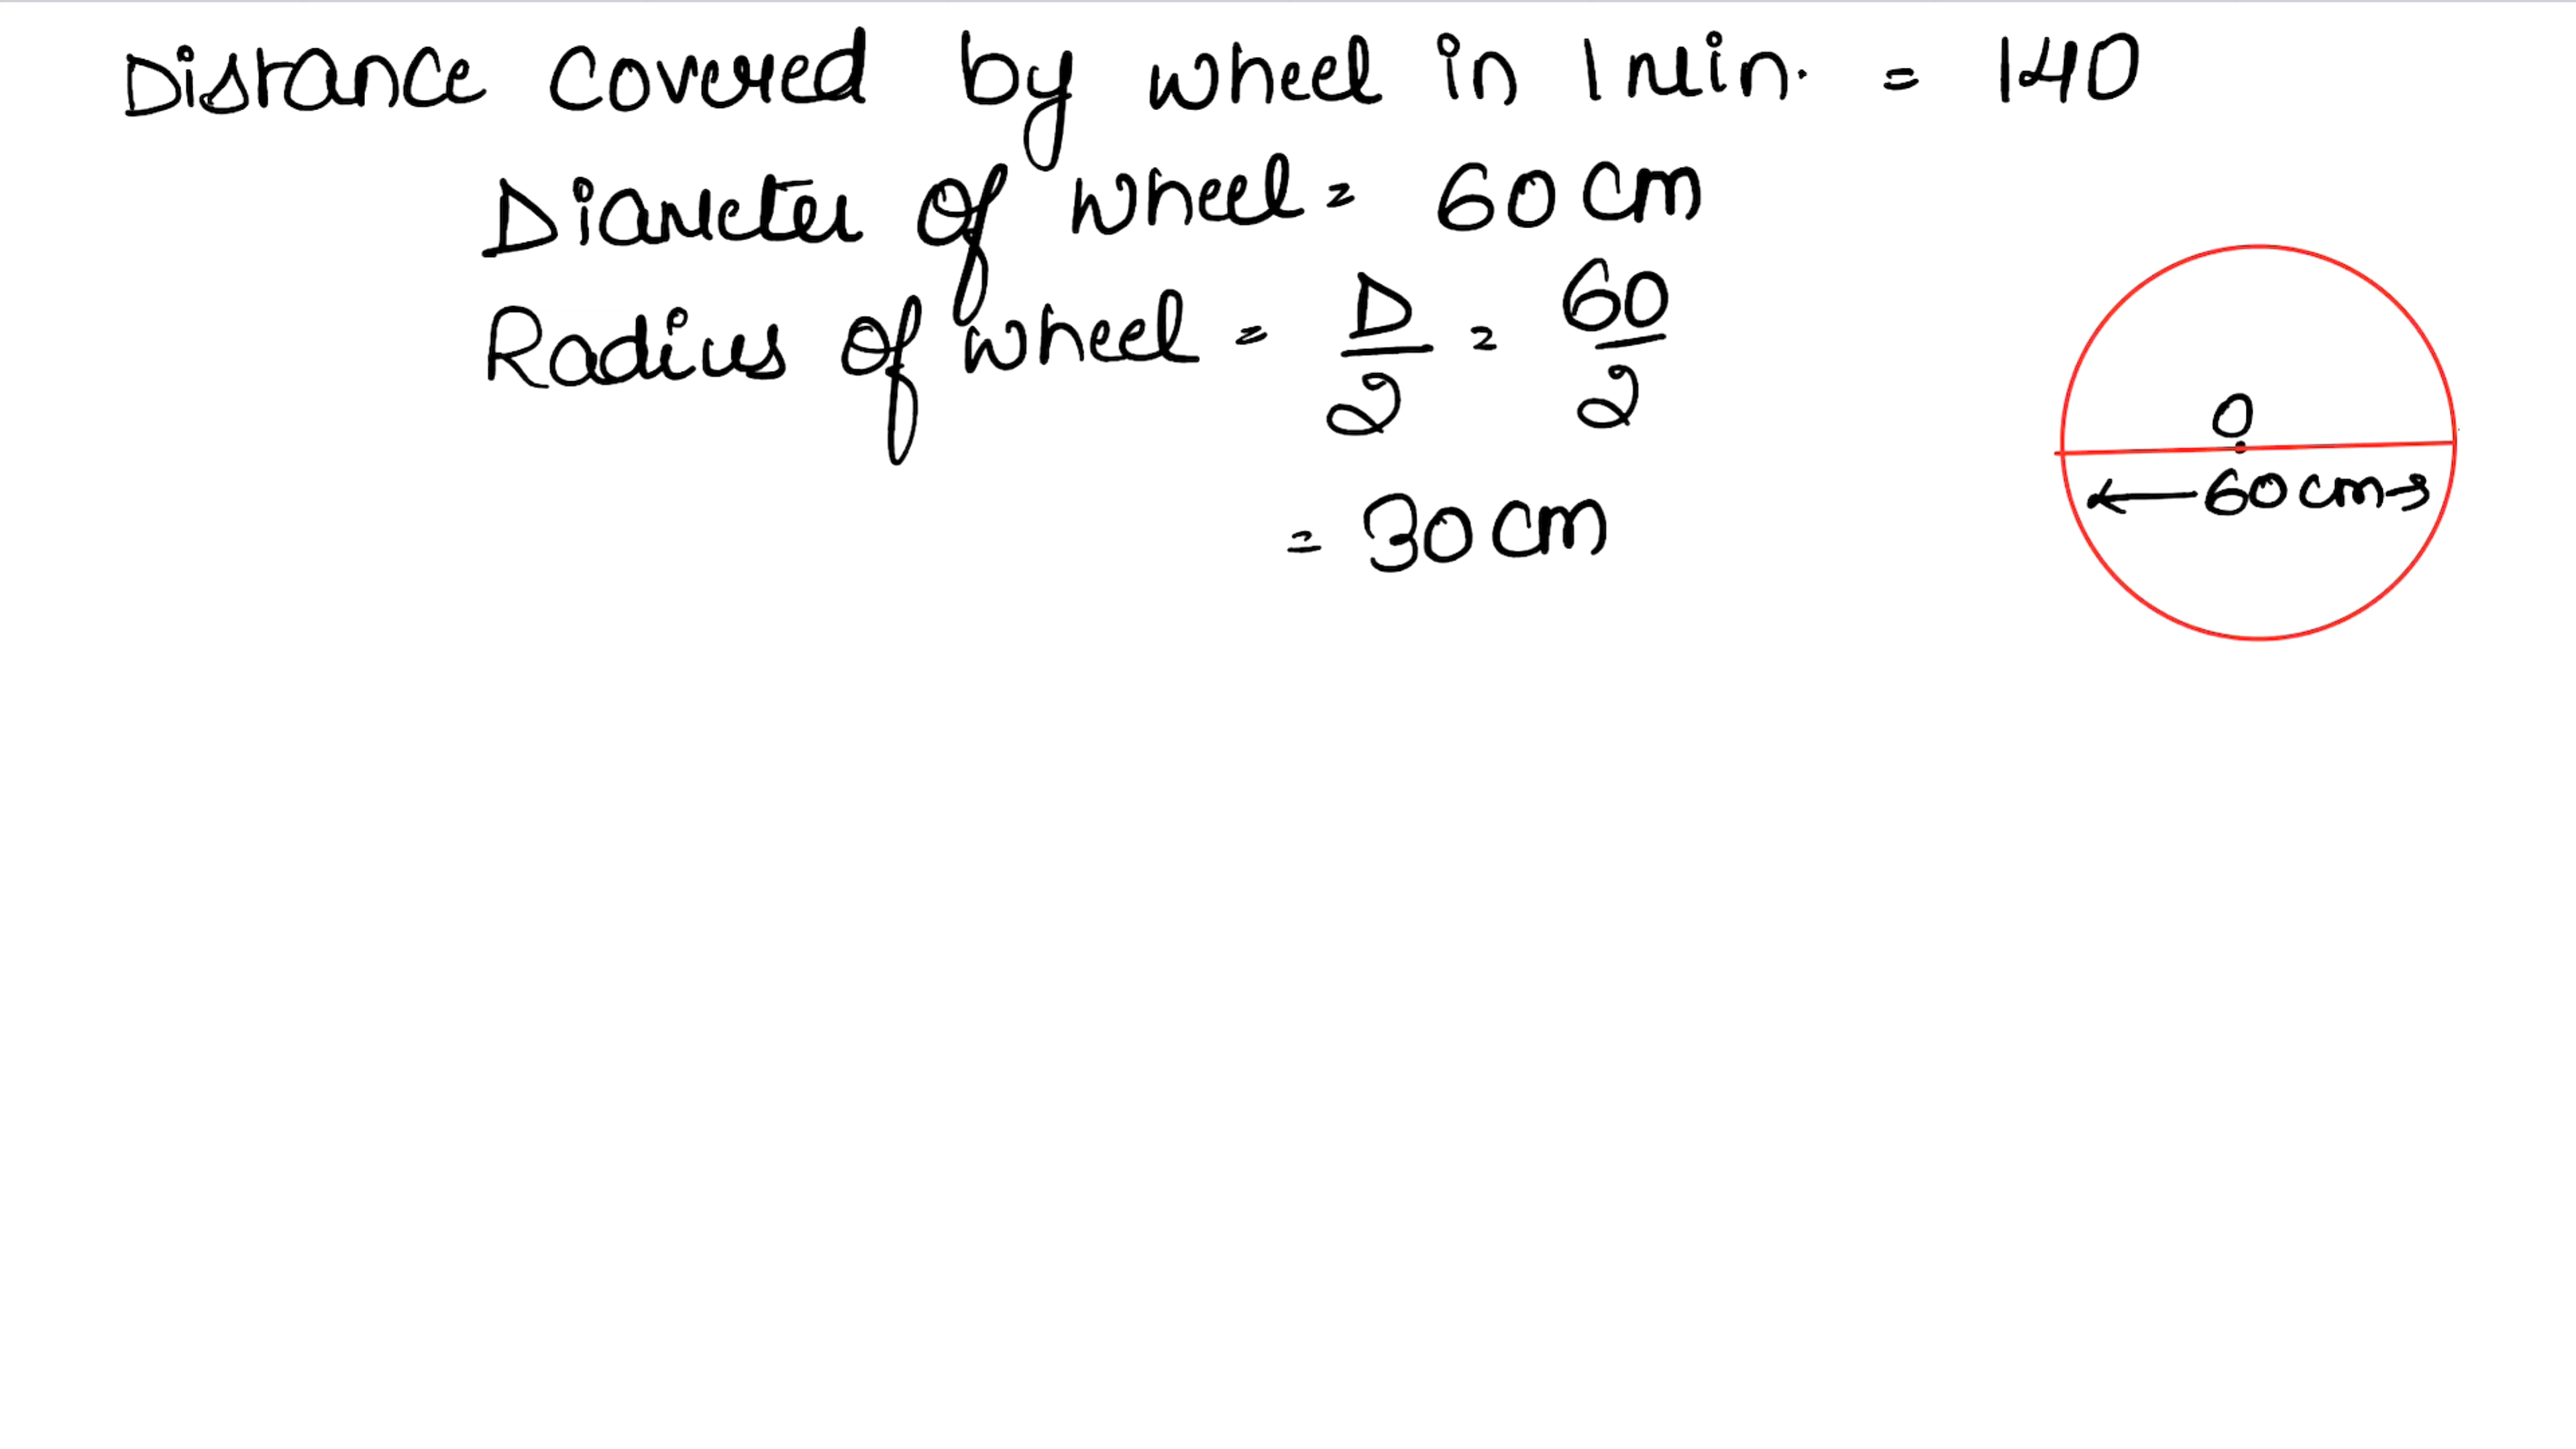 Distance covered by wheel in 1 min. = 140
Diameter of wheel = 60 cm
Radius of wheel = D/2 = 60/2
= 30 cm
O
←60 cm→